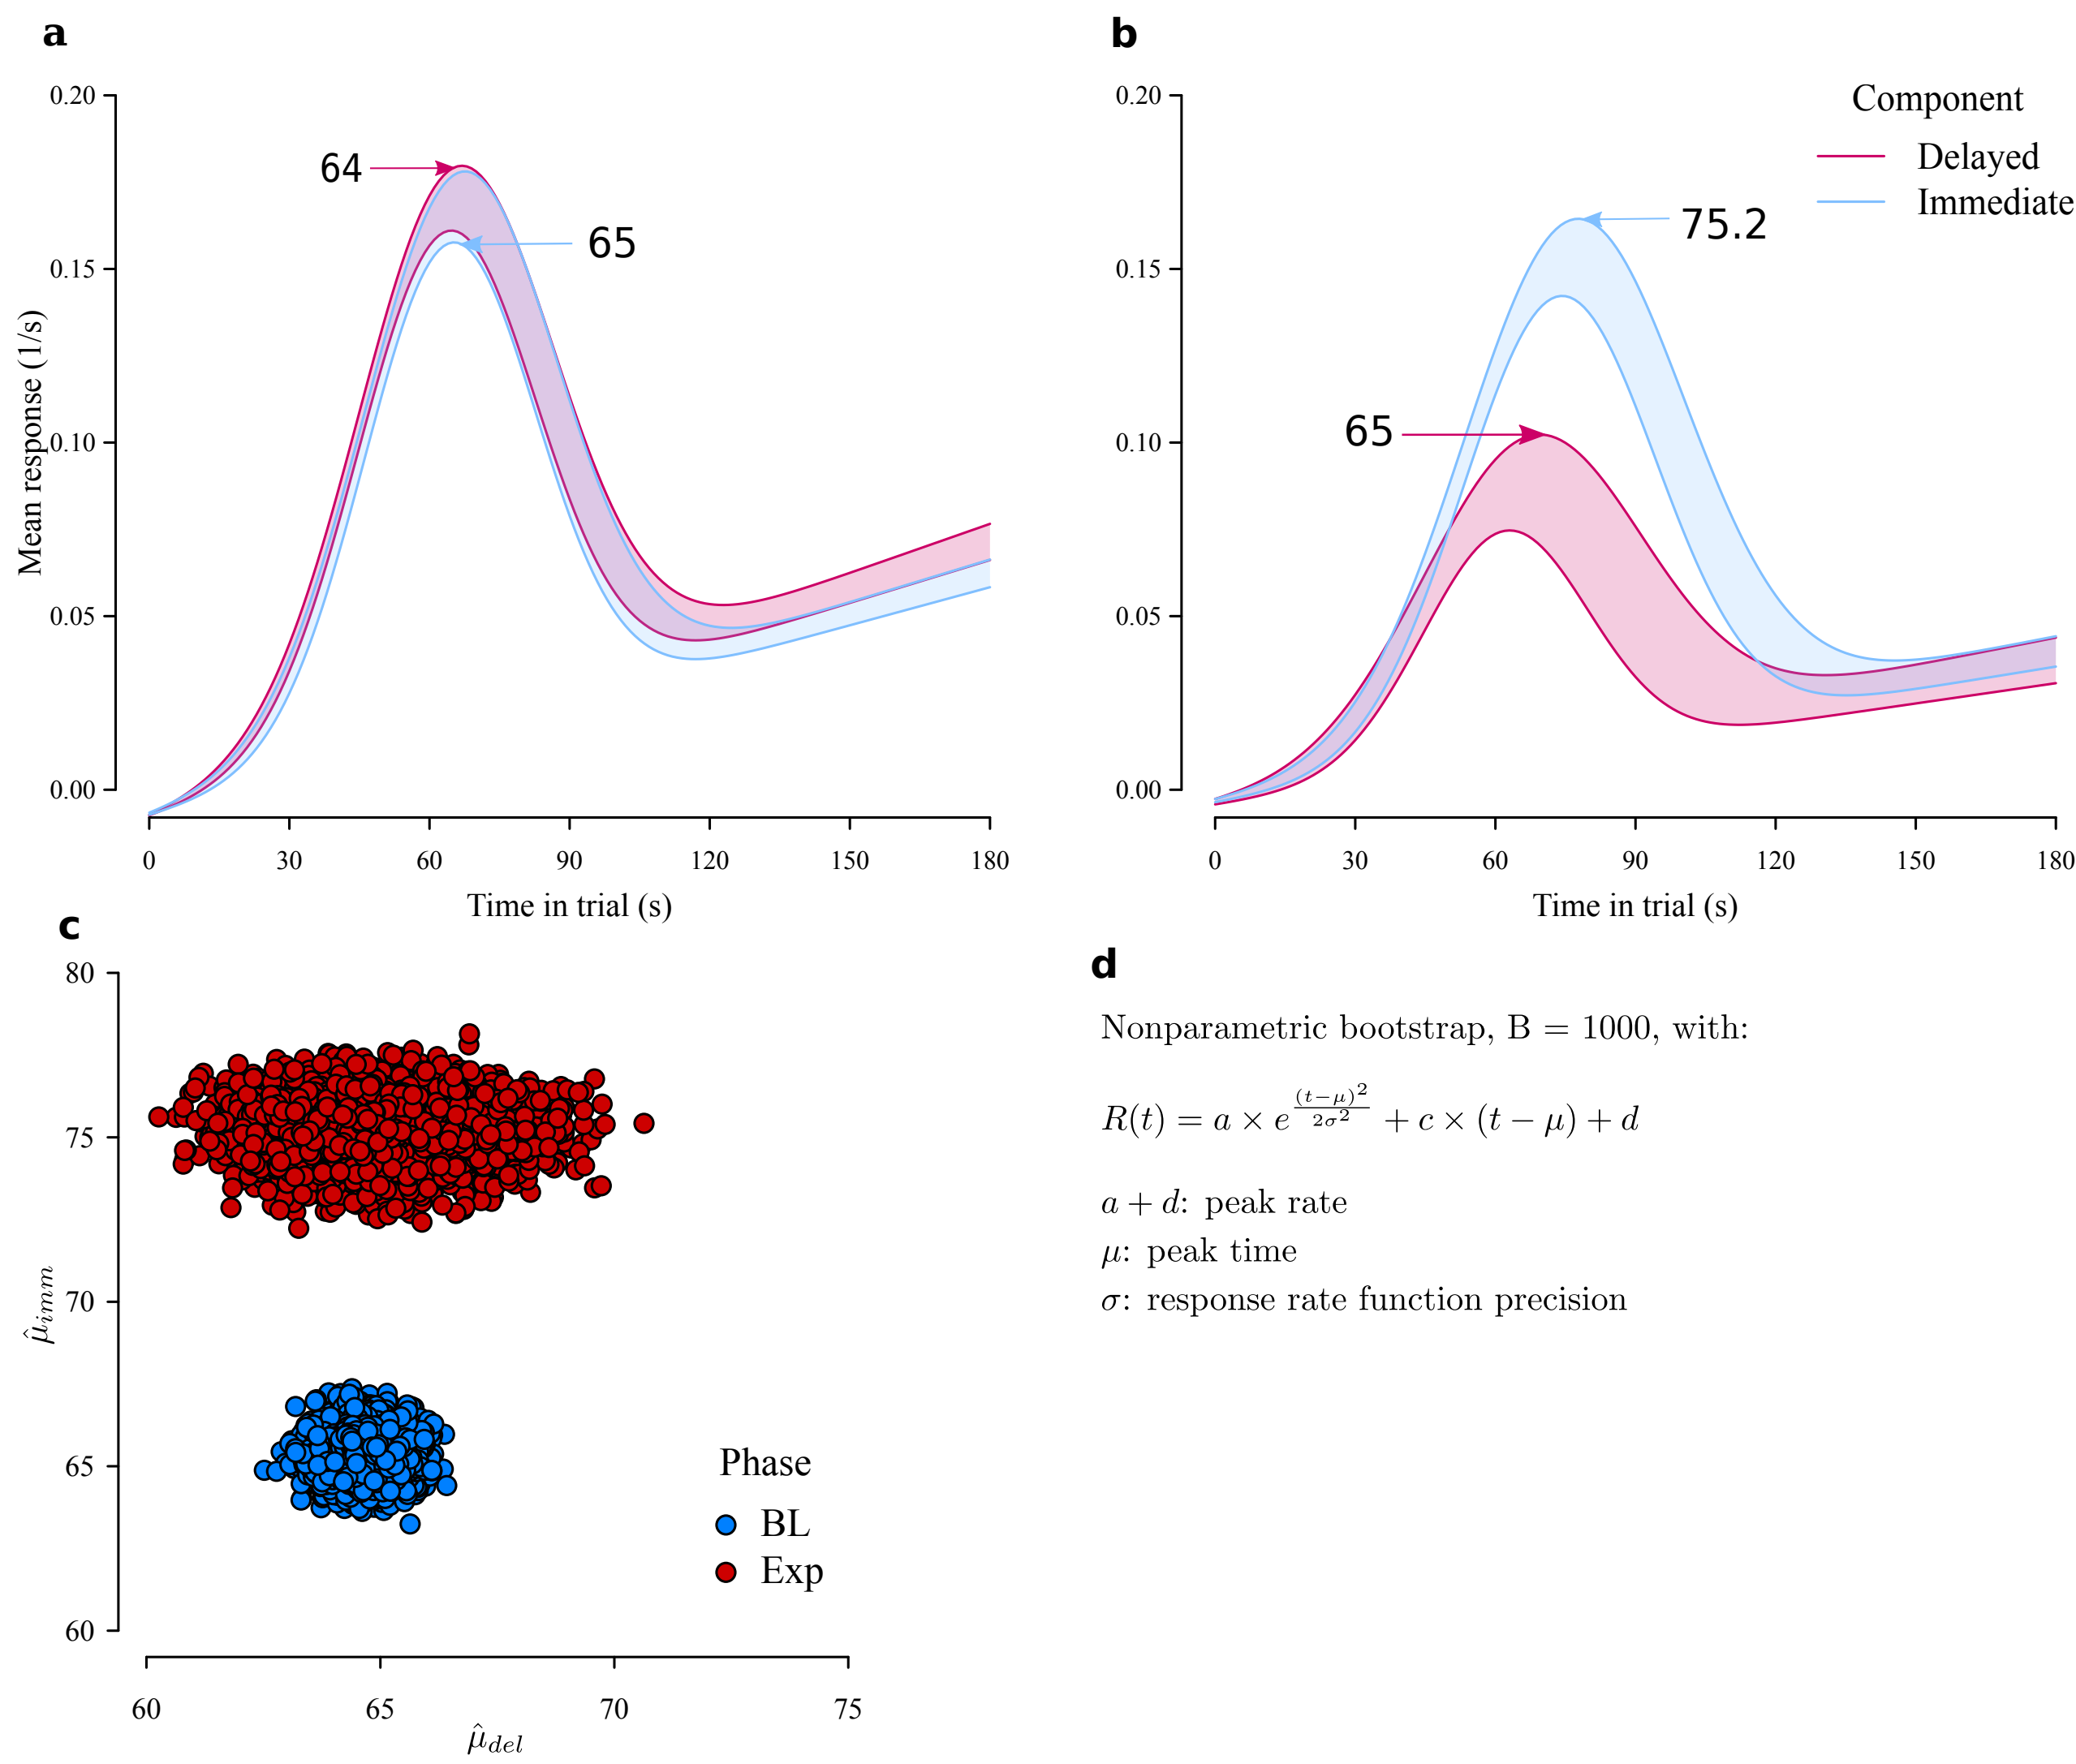 a
0.20
0.15
0.10
0.05
0.00
Mean response (1/s)
64
65
0 30 60 90 120 150 180
Time in trial (s)
b
0.20
0.15
0.10
0.05
0.00
Component
Delayed
Immediate
75.2
65
0 30 60 90 120 150 180
Time in trial (s)
c
80
75
70
65
60
μ̂_imm
Phase
BL
Exp
60 65 70 75
μ̂_del
d
Nonparametric bootstrap, B = 1000, with:
R(t) = a × e^{(t−μ)²/2σ²} + c × (t − μ) + d
a + d: peak rate
μ: peak time
σ: response rate function precision